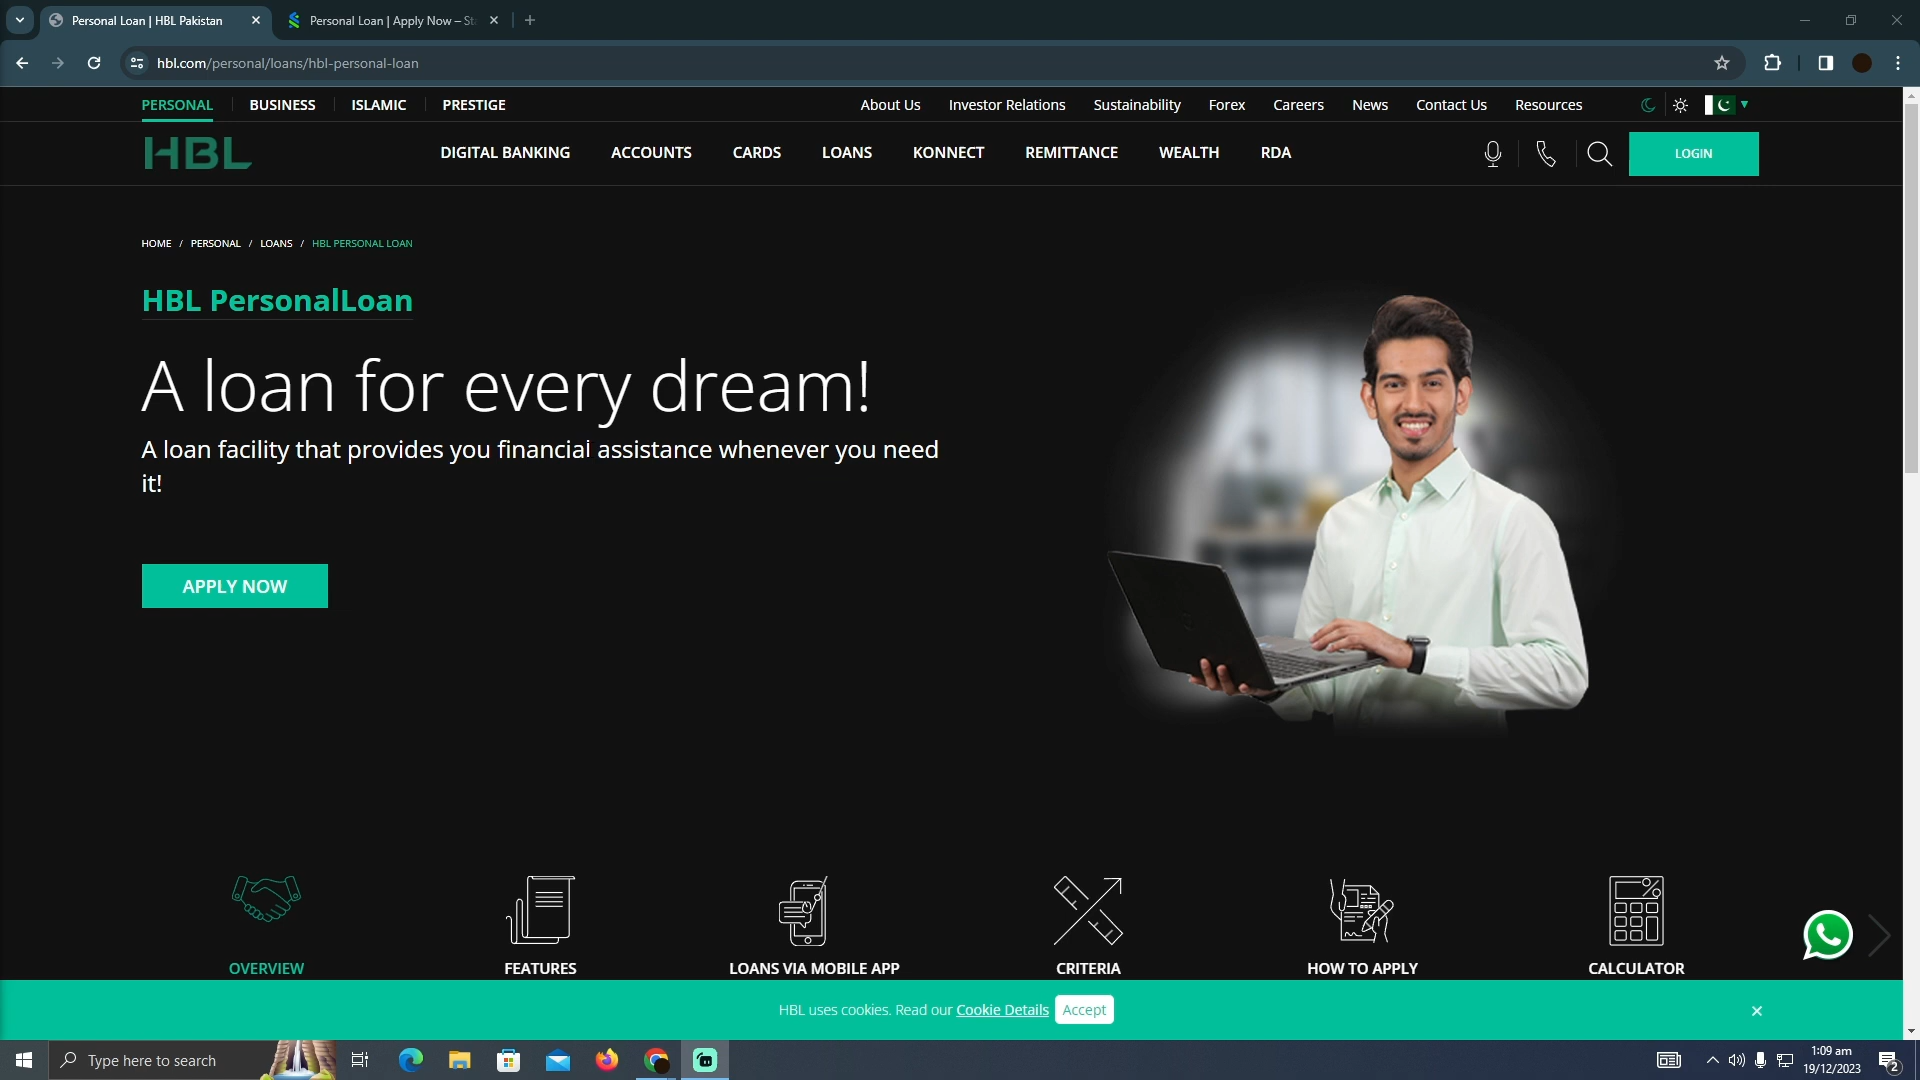 Personal Loan | HBL Pakistan
Personal Loan | Apply Now – St
hbl.com/personal/loans/hbl-personal-loan
PERSONAL BUSINESS ISLAMIC PRESTIGE About Us Investor Relations Sustainability Forex Careers News Contact Us Resources
HBL DIGITAL BANKING ACCOUNTS CARDS LOANS KONNECT REMITTANCE WEALTH RDA LOGIN
HOME / PERSONAL / LOANS / HBL PERSONAL LOAN
HBL PersonalLoan
A loan for every dream!
A loan facility that provides you financial assistance whenever you need
it!
APPLY NOW
OVERVIEW FEATURES LOANS VIA MOBILE APP CRITERIA HOW TO APPLY CALCULATOR
HBL uses cookies. Read our Cookie Details Accept
Type here to search
1:09 am
19/12/2023
2